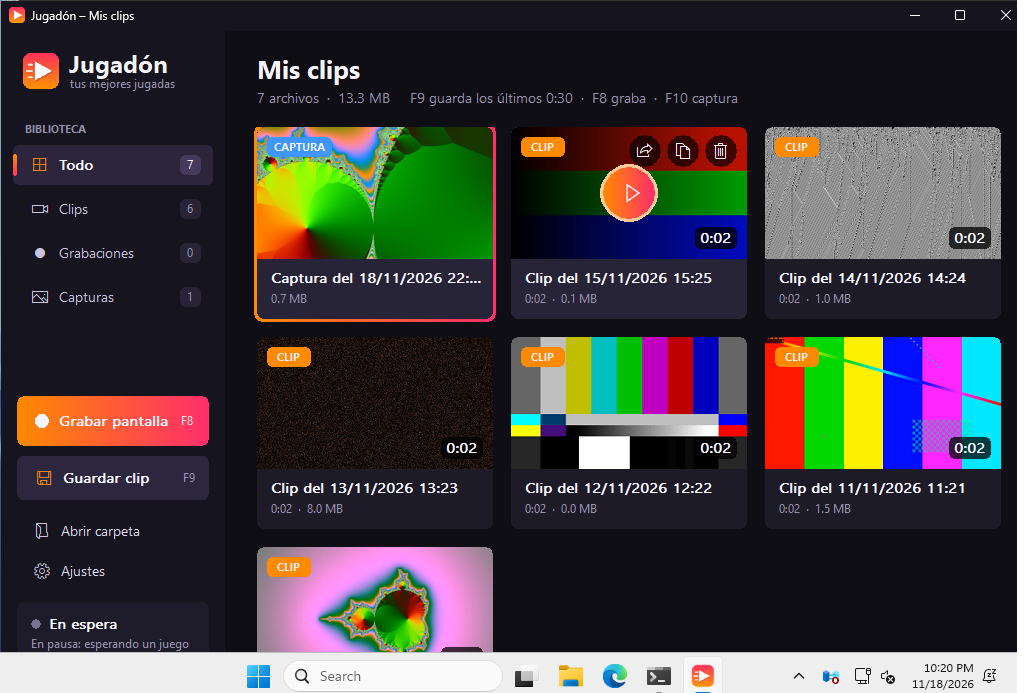 Jugadón – Mis clips
Jugadón
tus mejores jugadas
BIBLIOTECA
Todo 7
Clips 6
Grabaciones 0
Capturas 1
Grabar pantalla F8
Guardar clip F9
Abrir carpeta
Ajustes
En espera
En pausa: esperando un juego
Mis clips
7 archivos · 13.3 MB F9 guarda los últimos 0:30 · F8 graba · F10 captura
CAPTURA
Captura del 18/11/2026 22:...
0.7 MB
CLIP
0:02
Clip del 15/11/2026 15:25
0:02 · 0.1 MB
CLIP
0:02
Clip del 14/11/2026 14:24
0:02 · 1.0 MB
CLIP
0:02
Clip del 13/11/2026 13:23
0:02 · 8.0 MB
CLIP
0:02
Clip del 12/11/2026 12:22
0:02 · 0.0 MB
CLIP
0:02
Clip del 11/11/2026 11:21
0:02 · 1.5 MB
CLIP
Search
10:20 PM
11/18/2026